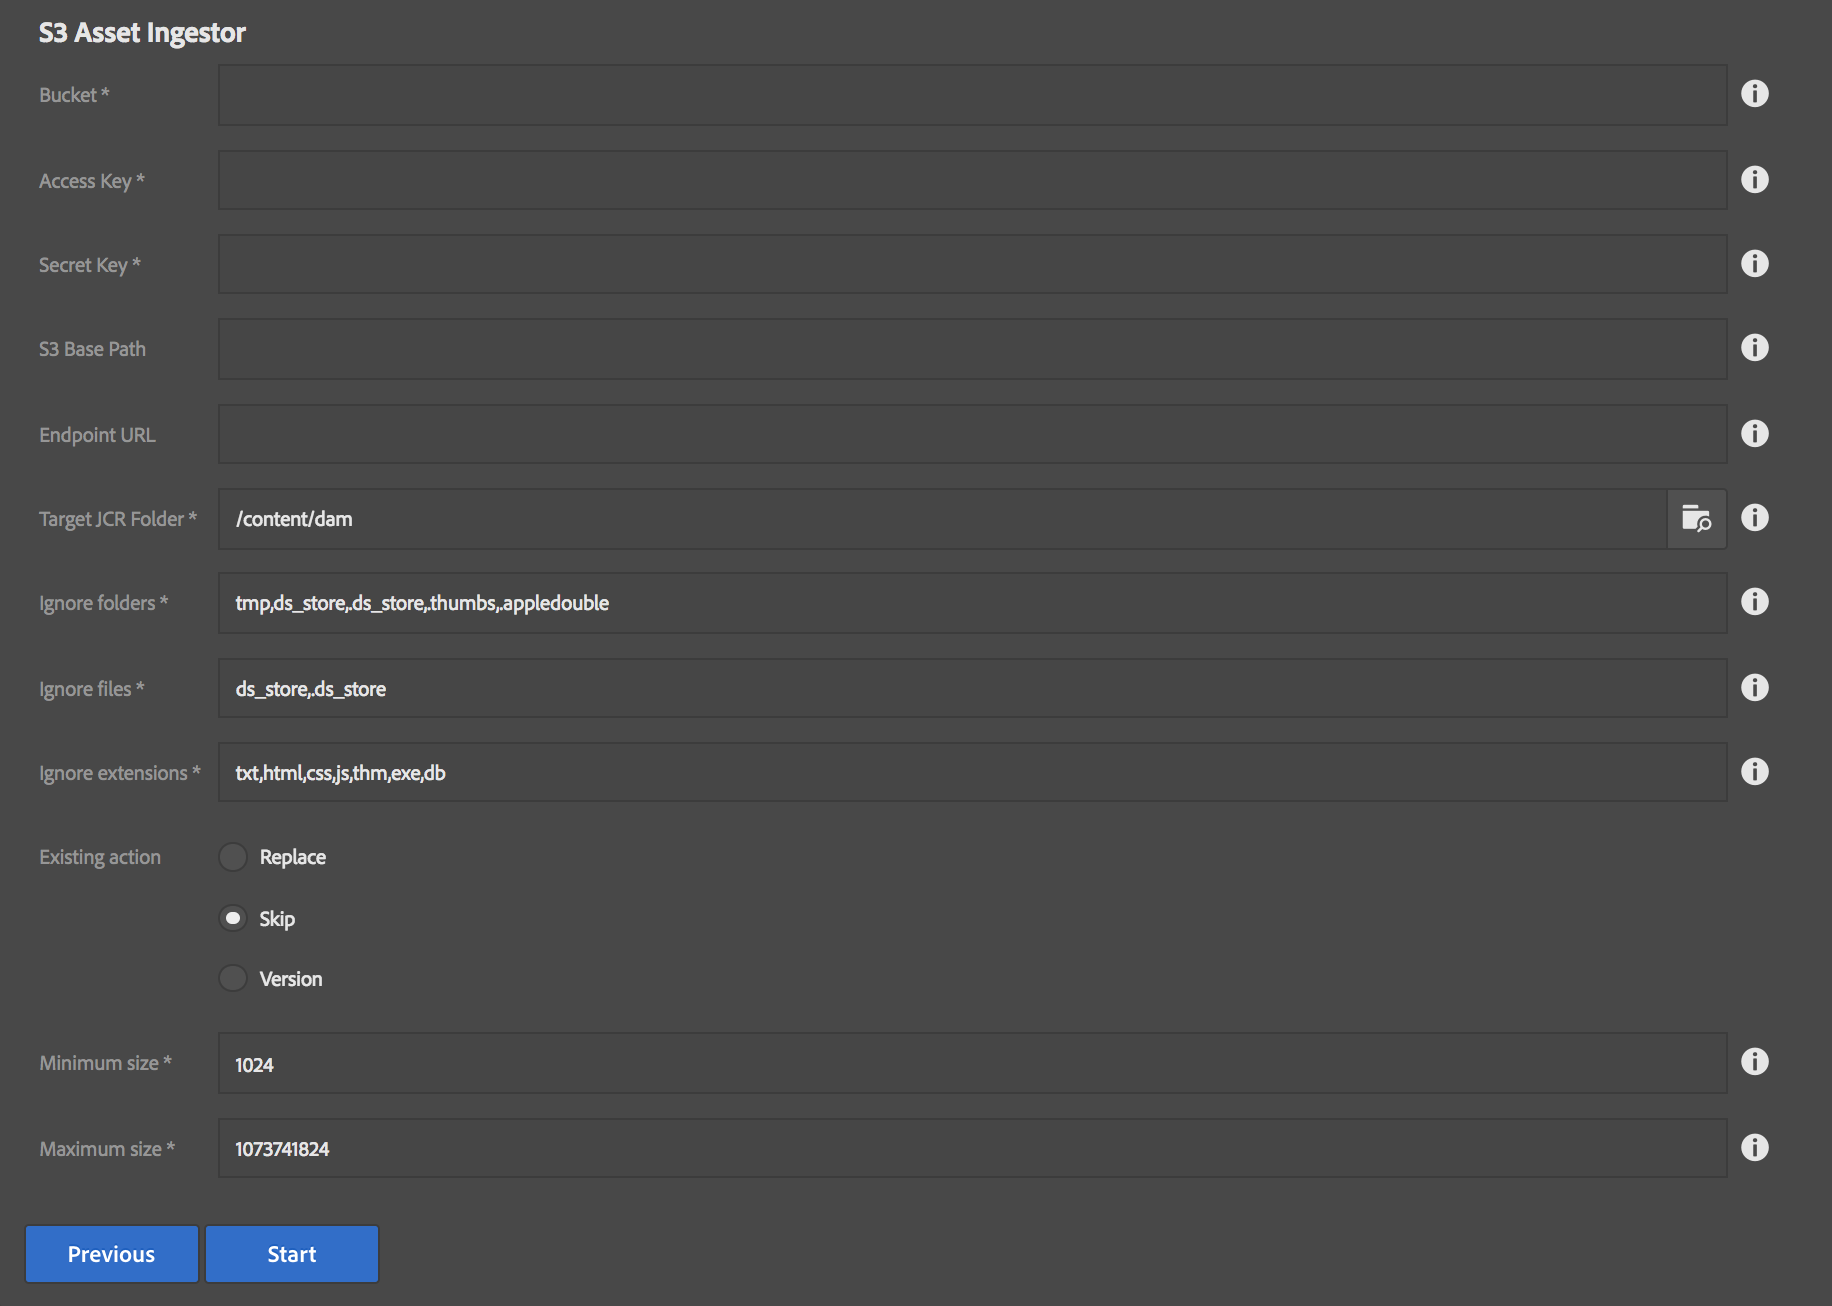 S3 Asset Ingestor
Bucket *
Access Key *
Secret Key *
S3 Base Path
Endpoint URL
Target JCR Folder * /content/dam
Ignore folders * tmp,ds_store,.ds_store,.thumbs,.appledouble
Ignore files * ds_store,.ds_store
Ignore extensions * txt,html,css,js,thm,exe,db
Existing action Replace
Skip
Version
Minimum size * 1024
Maximum size * 1073741824
Previous Start